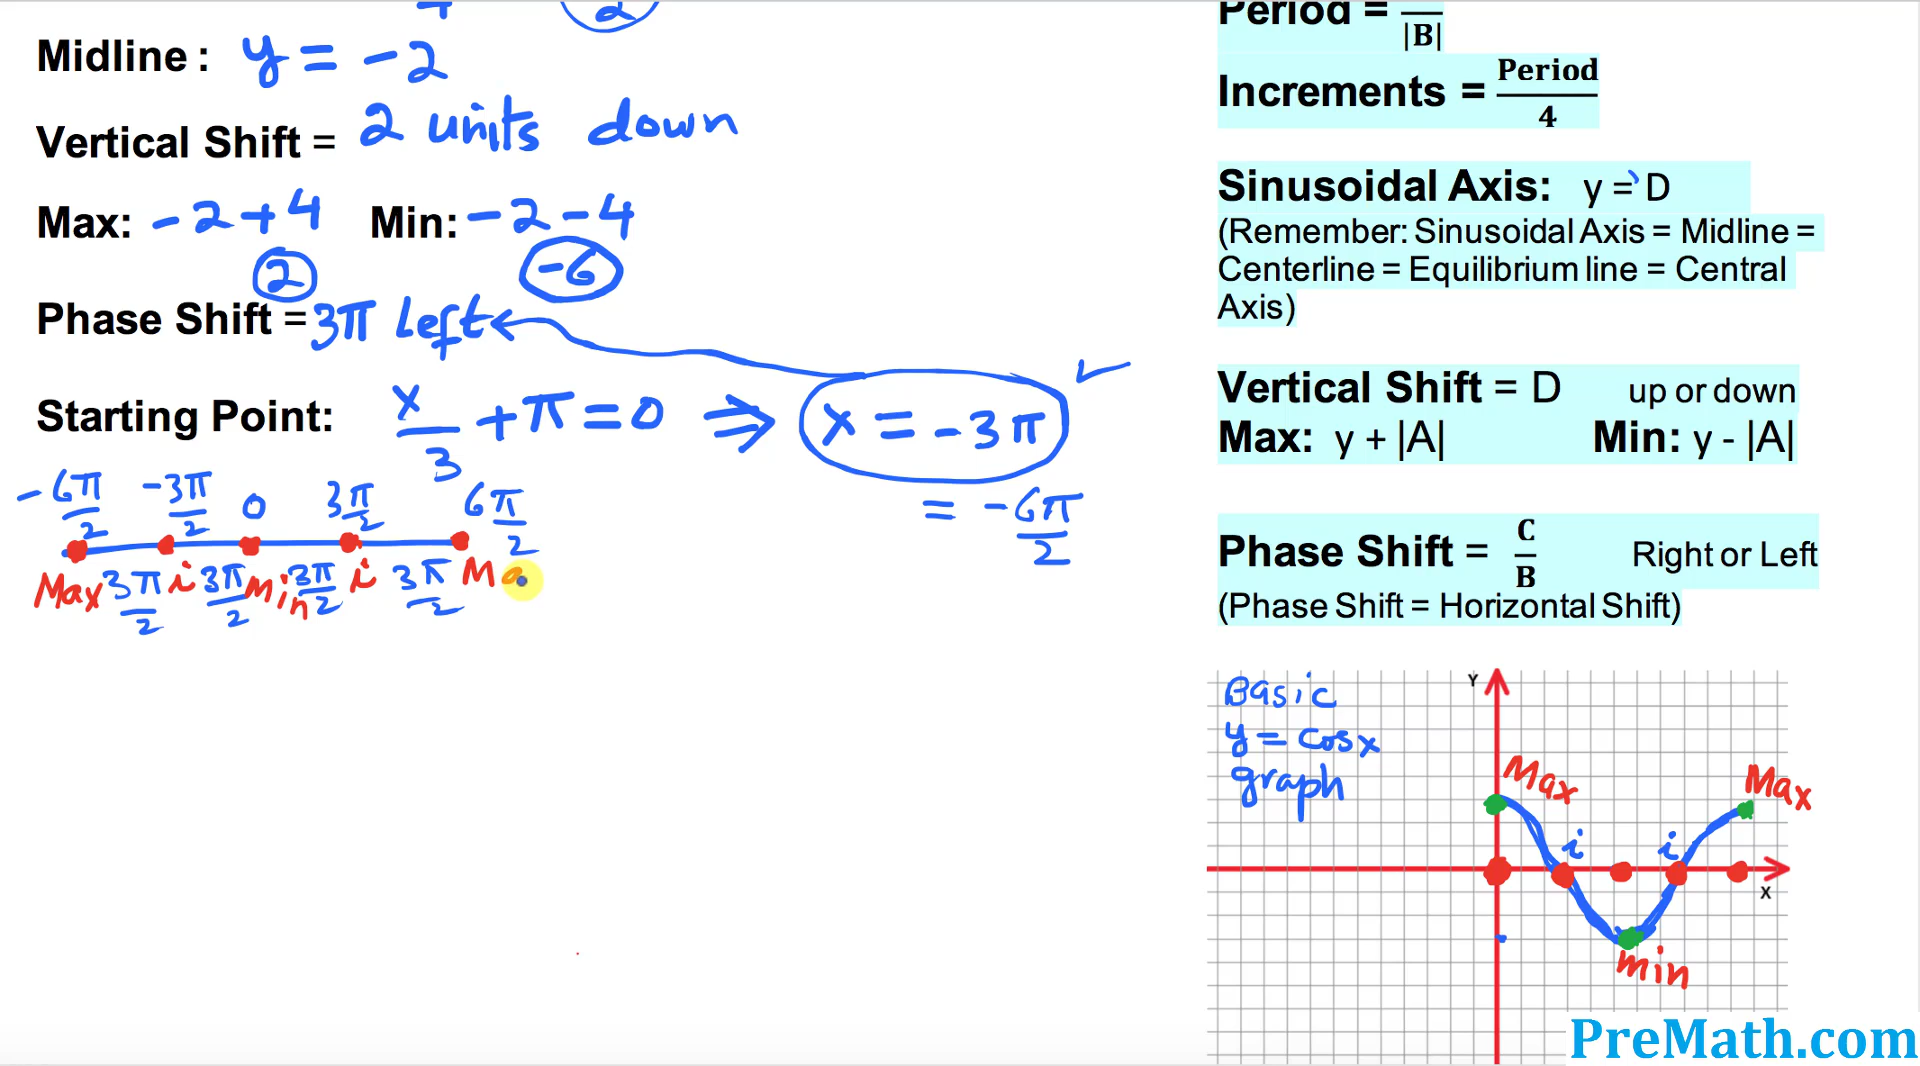 Midline : y = -2
Vertical Shift = 2 units down
Max: -2+4 Min: -2-4
2 -6
Phase Shift = 3π Left
Starting Point: x/3 + π = 0 ⇒ x = -3π
= -6π/2
-6π/2 -3π/2 0 3π/2 6π/2
Max 3π/2 i 3π/2 Min 3π/2 i 3π/2 Ma
Period = /|B|
Increments = Period/4
Sinusoidal Axis: y = D
(Remember: Sinusoidal Axis = Midline =
Centerline = Equilibrium line = Central
Axis)
Vertical Shift = D up or down
Max: y + |A| Min: y - |A|
Phase Shift = C/B Right or Left
(Phase Shift = Horizontal Shift)
Basic
y = cosx
graph
Y
Max
Max
i i
X
min
PreMath.com